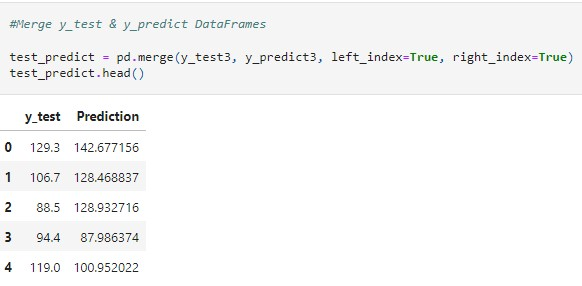 #Merge y_test & y_predict DataFrames
test_predict = pd.merge(y_test3, y_predict3, left_index=True, right_index=True)
test_predict.head()
y_test Prediction
0 129.3 142.677156
1 106.7 128.468837
2 88.5 128.932716
3 94.4 87.986374
4 119.0 100.952022